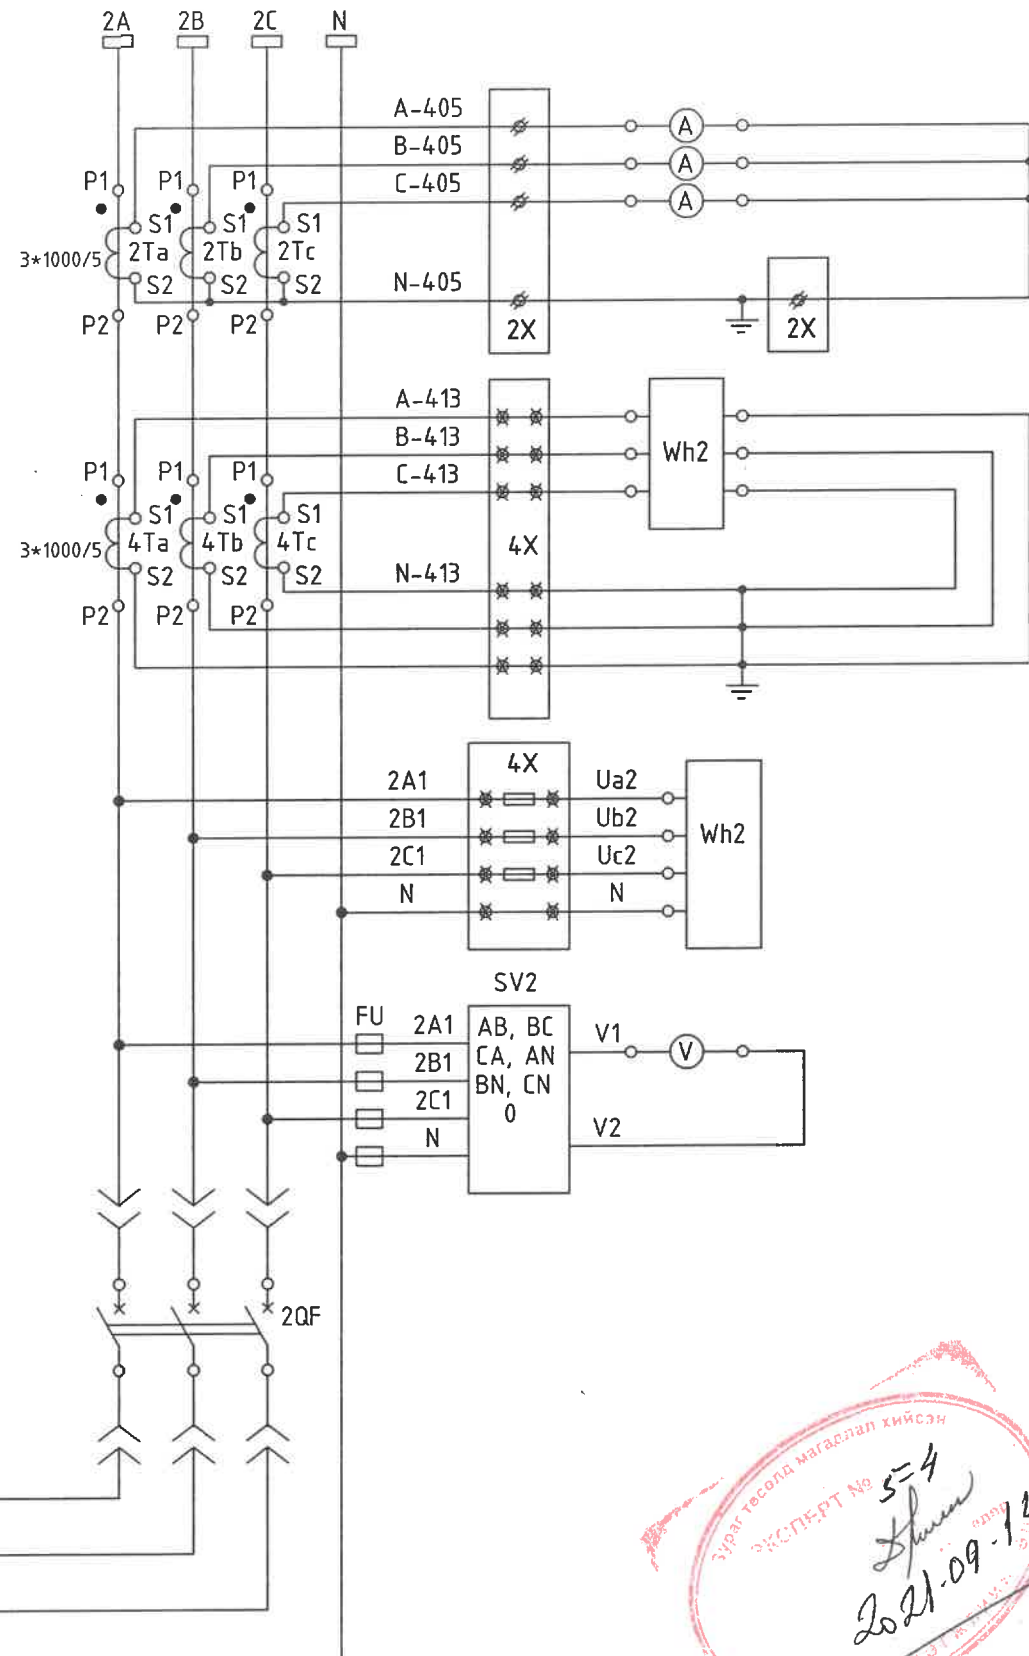 2A 2B 2C N
A-405
B-405
C-405
A
A
A
P1 P1 P1
S1 S1 S1
3*1000/5 2Ta 2Tb 2Tc
S2 S2 S2
N-405
P2 P2 P2
2X 2X
A-413
B-413
C-413
Wh2
P1 P1 P1
S1 S1 S1
3*1000/5 4Ta 4Tb 4Tc
4X
S2 S2 S2
N-413
P2 P2 P2
4X
2A1 Ua2
2B1 Ub2
Wh2
2C1 Uc2
N N
SV2
FU 2A1 AB, BC V1
2B1 CA, AN V
BN, CN
2C1 0
N V2
2QF
Зураг төсөлд магадлал хийсэн
ЭКСПЕРТ № 5-4
2021-09-1